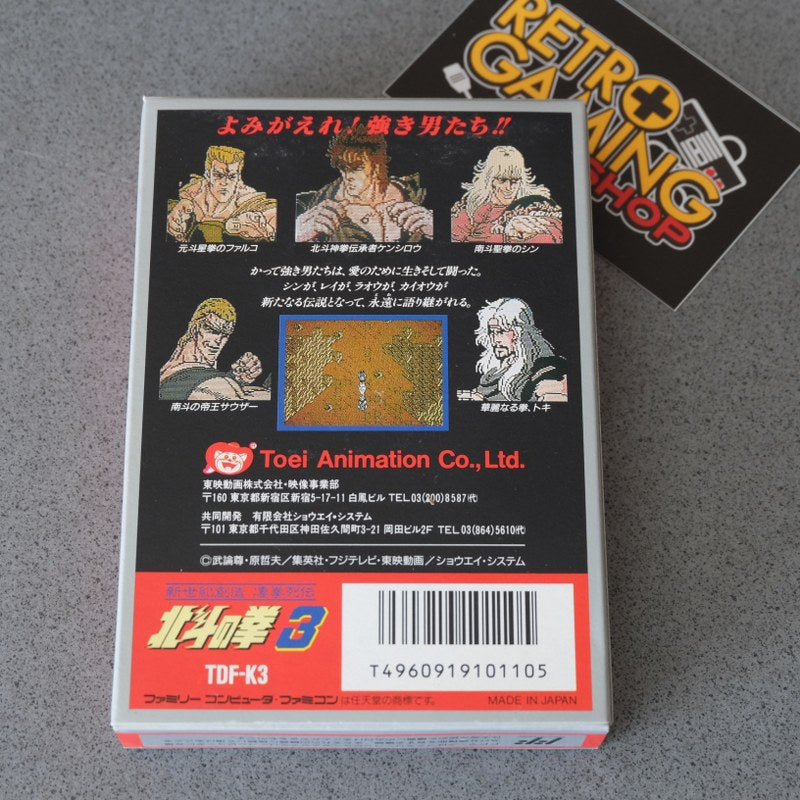 RETRO
GAMING
SHOP
よみがえれ!強き男たち!!
元斗皇拳のファルコ
北斗神拳伝承者ケンシロウ
南斗聖拳のシン
かつて強き男たちは、愛のために生きそして闘った。
シンが、レイが、ラオウが、カイオウが
新たなる伝説となって、永遠に語り継がれる。
南斗の帝王サウザー
華麗なる拳、トキ
Toei Animation Co., Ltd.
東映動画株式会社・映像事業部
〒160 東京都新宿区新宿5-17-11 白鳳ビル TEL 03(200)8587㈹
共同開発 有限会社ショウエイ・システム
〒101 東京都千代田区神田佐久間町3-21 岡田ビル2F TEL 03(864)5610㈹
©武論尊・原哲夫/集英社・フジテレビ・東映動画/ショウエイ・システム
新世紀創造 凄拳列伝
北斗の拳3
TDF-K3
T4960919101105
ファミリーコンピュータ・ファミコンは任天堂の商標です。
MADE IN JAPAN